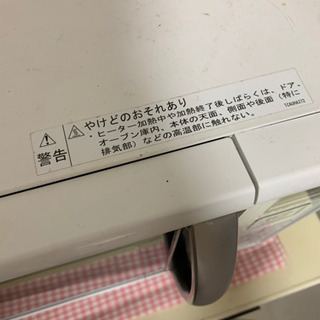 警告
やけどのおそれあり
・ヒーター加熱中や加熱終了後しばらくは、ドア、
オーブン庫内、本体の天面、側面や後面（特に
排気部）などの高温部に触れない。